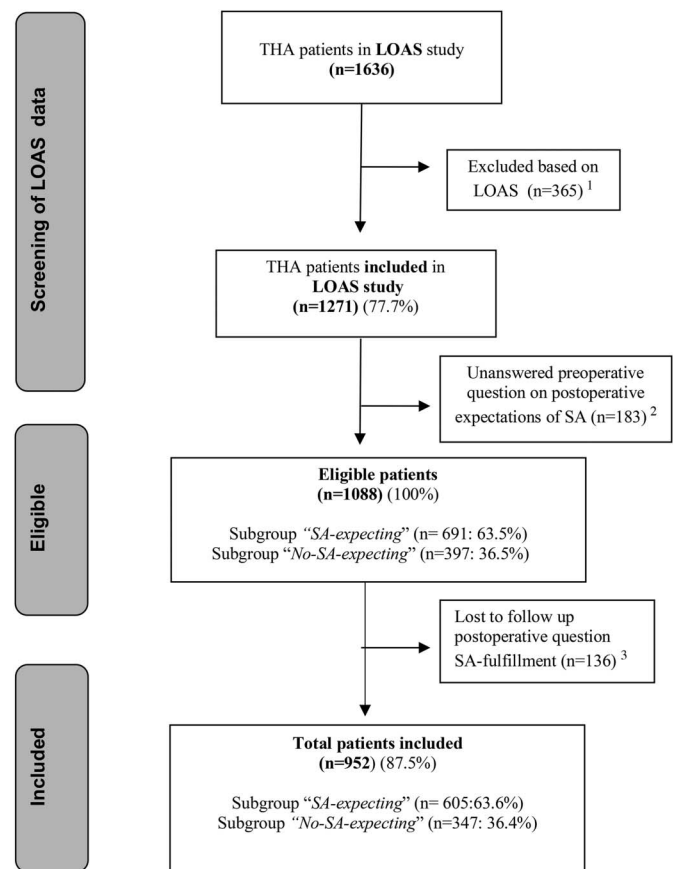 Screening of LOAS data
THA patients in LOAS study
(n=1636)
Excluded based on
LOAS (n=365) 1
THA patients included in
LOAS study
(n=1271) (77.7%)
Unanswered preoperative
question on postoperative
expectations of SA (n=183) 2
Eligible
Eligible patients
(n=1088) (100%)
Subgroup “SA-expecting” (n= 691: 63.5%)
Subgroup “No-SA-expecting” (n=397: 36.5%)
Lost to follow up
postoperative question
SA-fulfillment (n=136) 3
Included
Total patients included
(n=952) (87.5%)
Subgroup “SA-expecting” (n= 605:63.6%)
Subgroup “No-SA-expecting” (n=347: 36.4%)